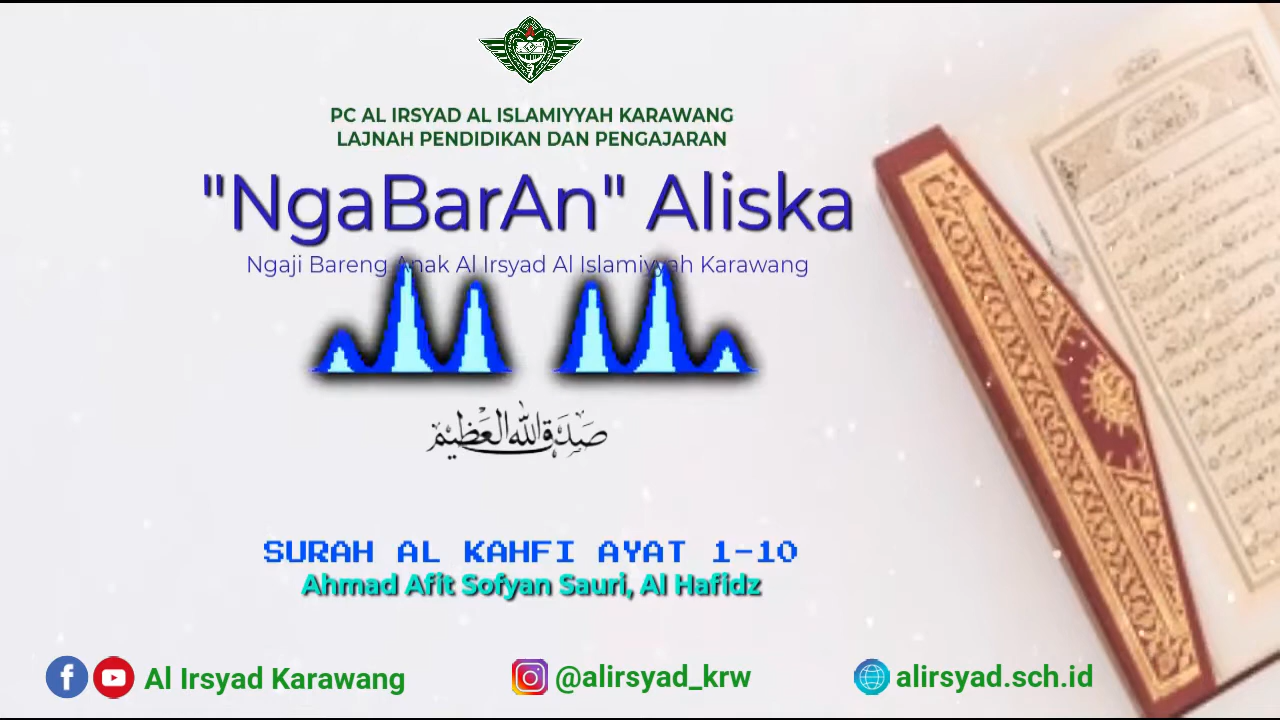 PC AL IRSYAD AL ISLAMIYYAH KARAWANG
LAJNAH PENDIDIKAN DAN PENGAJARAN
"NgaBarAn" Aliska
Ngaji Bareng Anak Al Irsyad Al Islamiyyah Karawang
صَدَقَ اللهُ العَظِيْم
SURAH AL KAHFI AYAT 1-10
Ahmad Afit Sofyan Sauri, Al Hafidz
Al Irsyad Karawang
@alirsyad_krw
alirsyad.sch.id